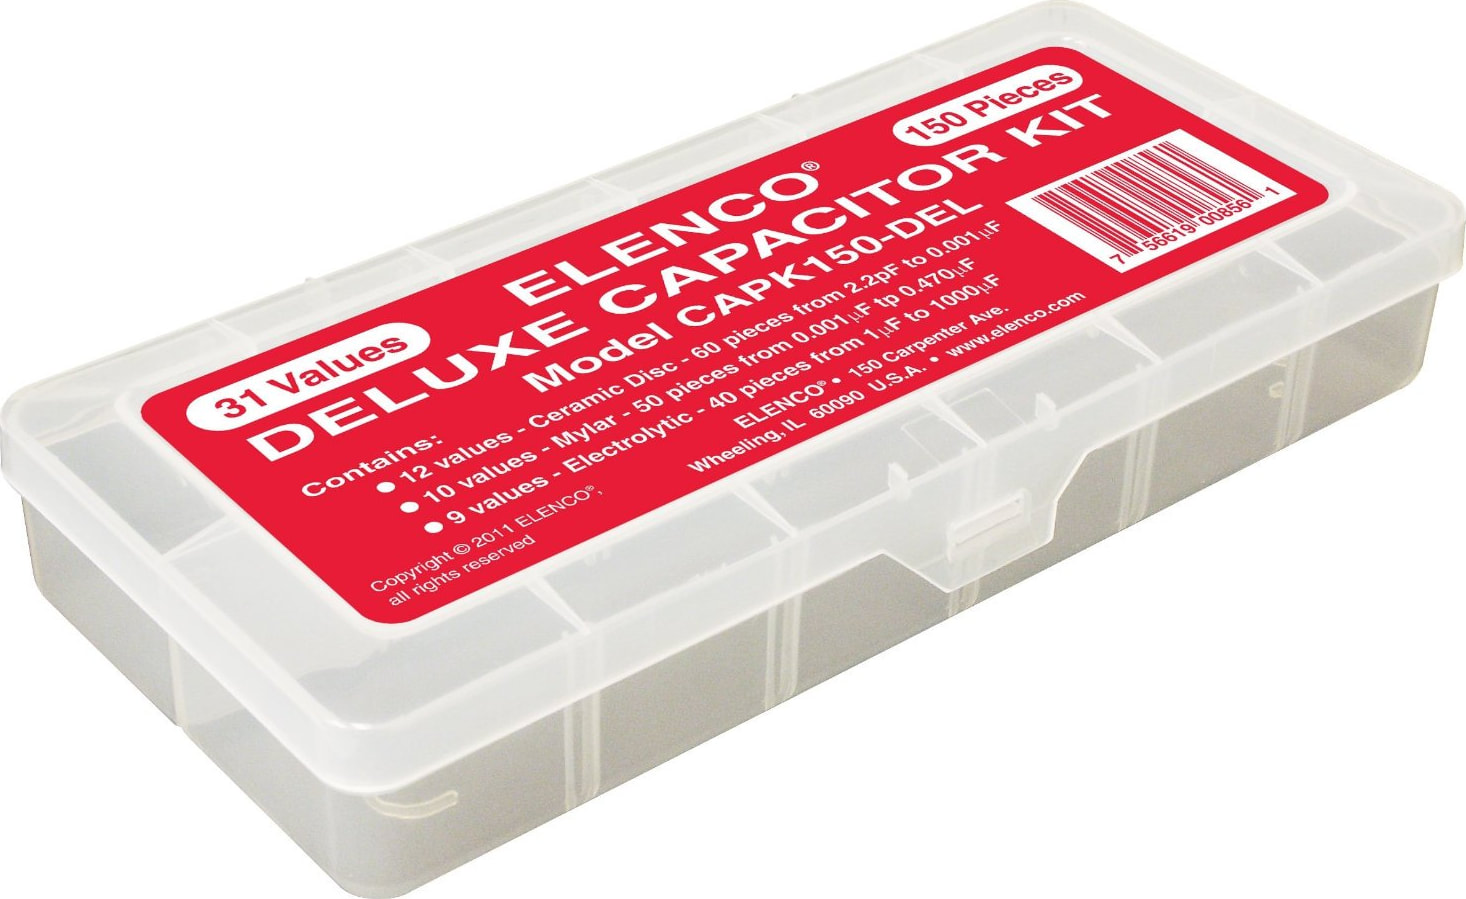 31 Values
150 Pieces
ELENCO®
DELUXE CAPACITOR KIT
Model CAPK150-DEL
Contains:
• 12 values - Ceramic Disc - 60 pieces from 2.2pF to 0.001µF
• 10 values - Mylar - 50 pieces from 0.001µF tp 0.470µF
• 9 values - Electrolytic - 40 pieces from 1µF to 1000µF
ELENCO® • 150 Carpenter Ave.
Wheeling, IL 60090 U.S.A. • www.elenco.com
Copyright © 2011 ELENCO®,
all rights reserved
7 56619 00856 1